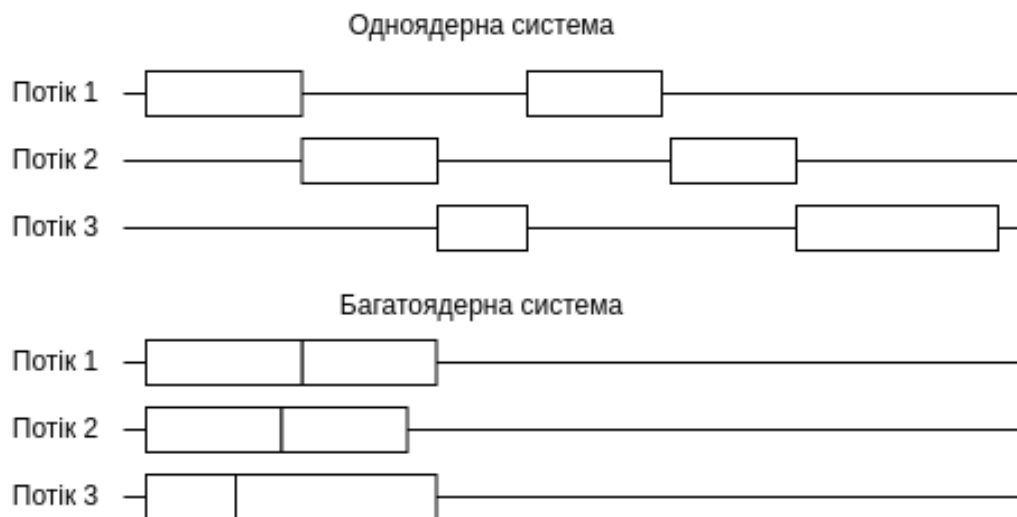 Одноядерна система
Потік 1
Потік 2
Потік 3
Багатоядерна система
Потік 1
Потік 2
Потік 3